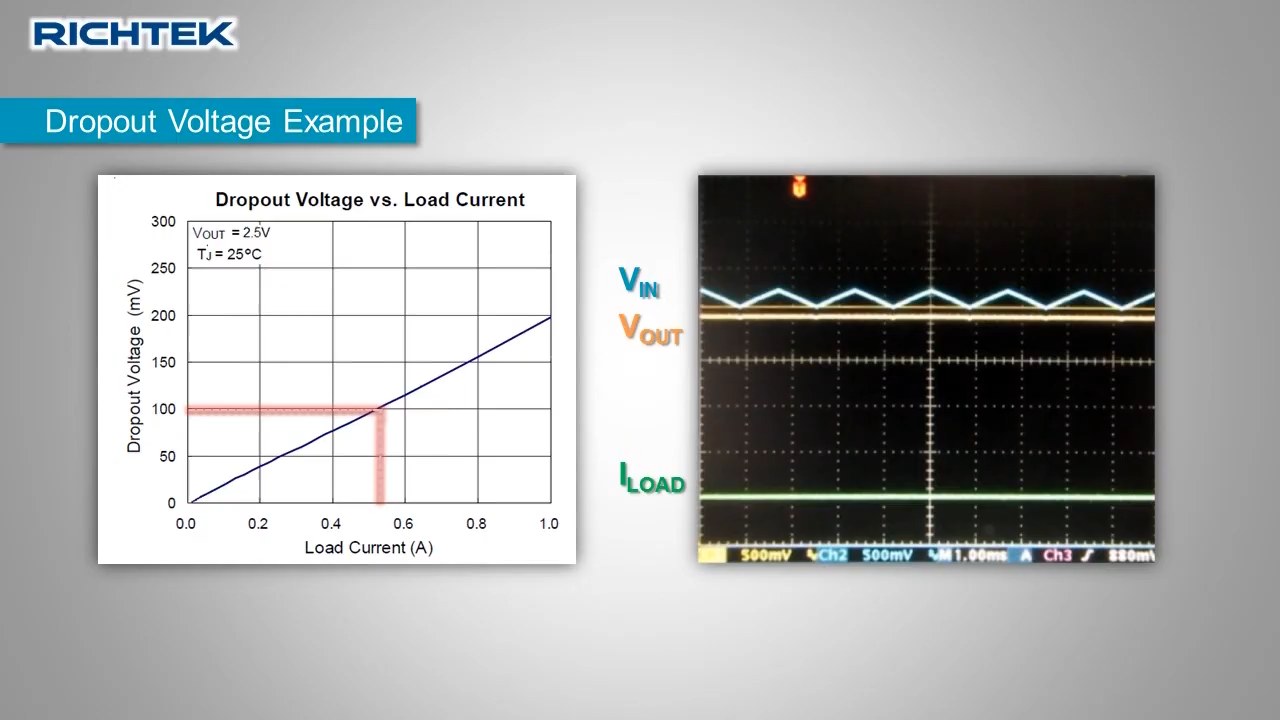 RICHTEK
Dropout Voltage Example
Dropout Voltage vs. Load Current
Dropout Voltage (mV)
300
250
200
150
100
50
0
VOUT = 2.5V
TJ = 25°C
0.0 0.2 0.4 0.6 0.8 1.0
Load Current (A)
VIN
VOUT
ILOAD
500mV Ch2 500mV M 1.00ms A Ch3 880mV